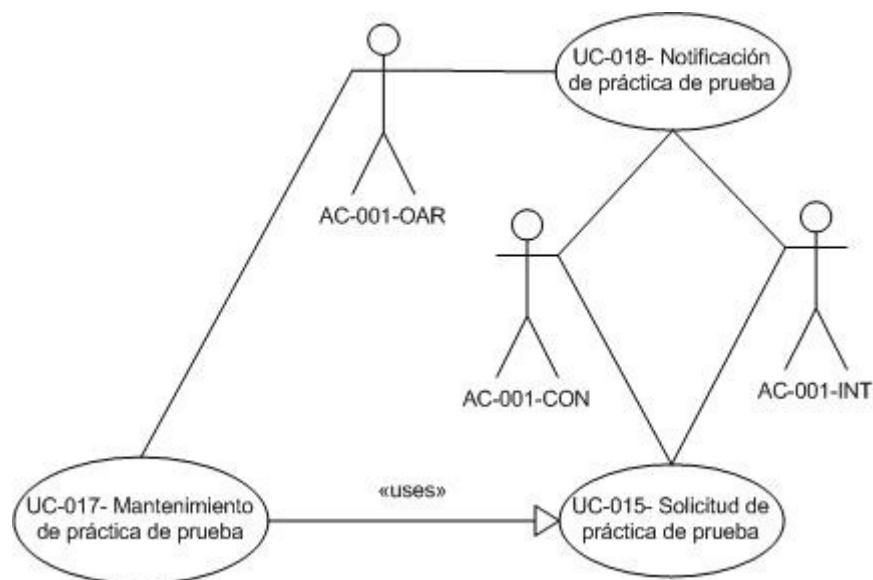 UC-018- Notificación
de práctica de prueba
AC-001-OAR
AC-001-CON
AC-001-INT
«uses»
UC-017- Mantenimiento
de práctica de prueba
UC-015- Solicitud de
práctica de prueba